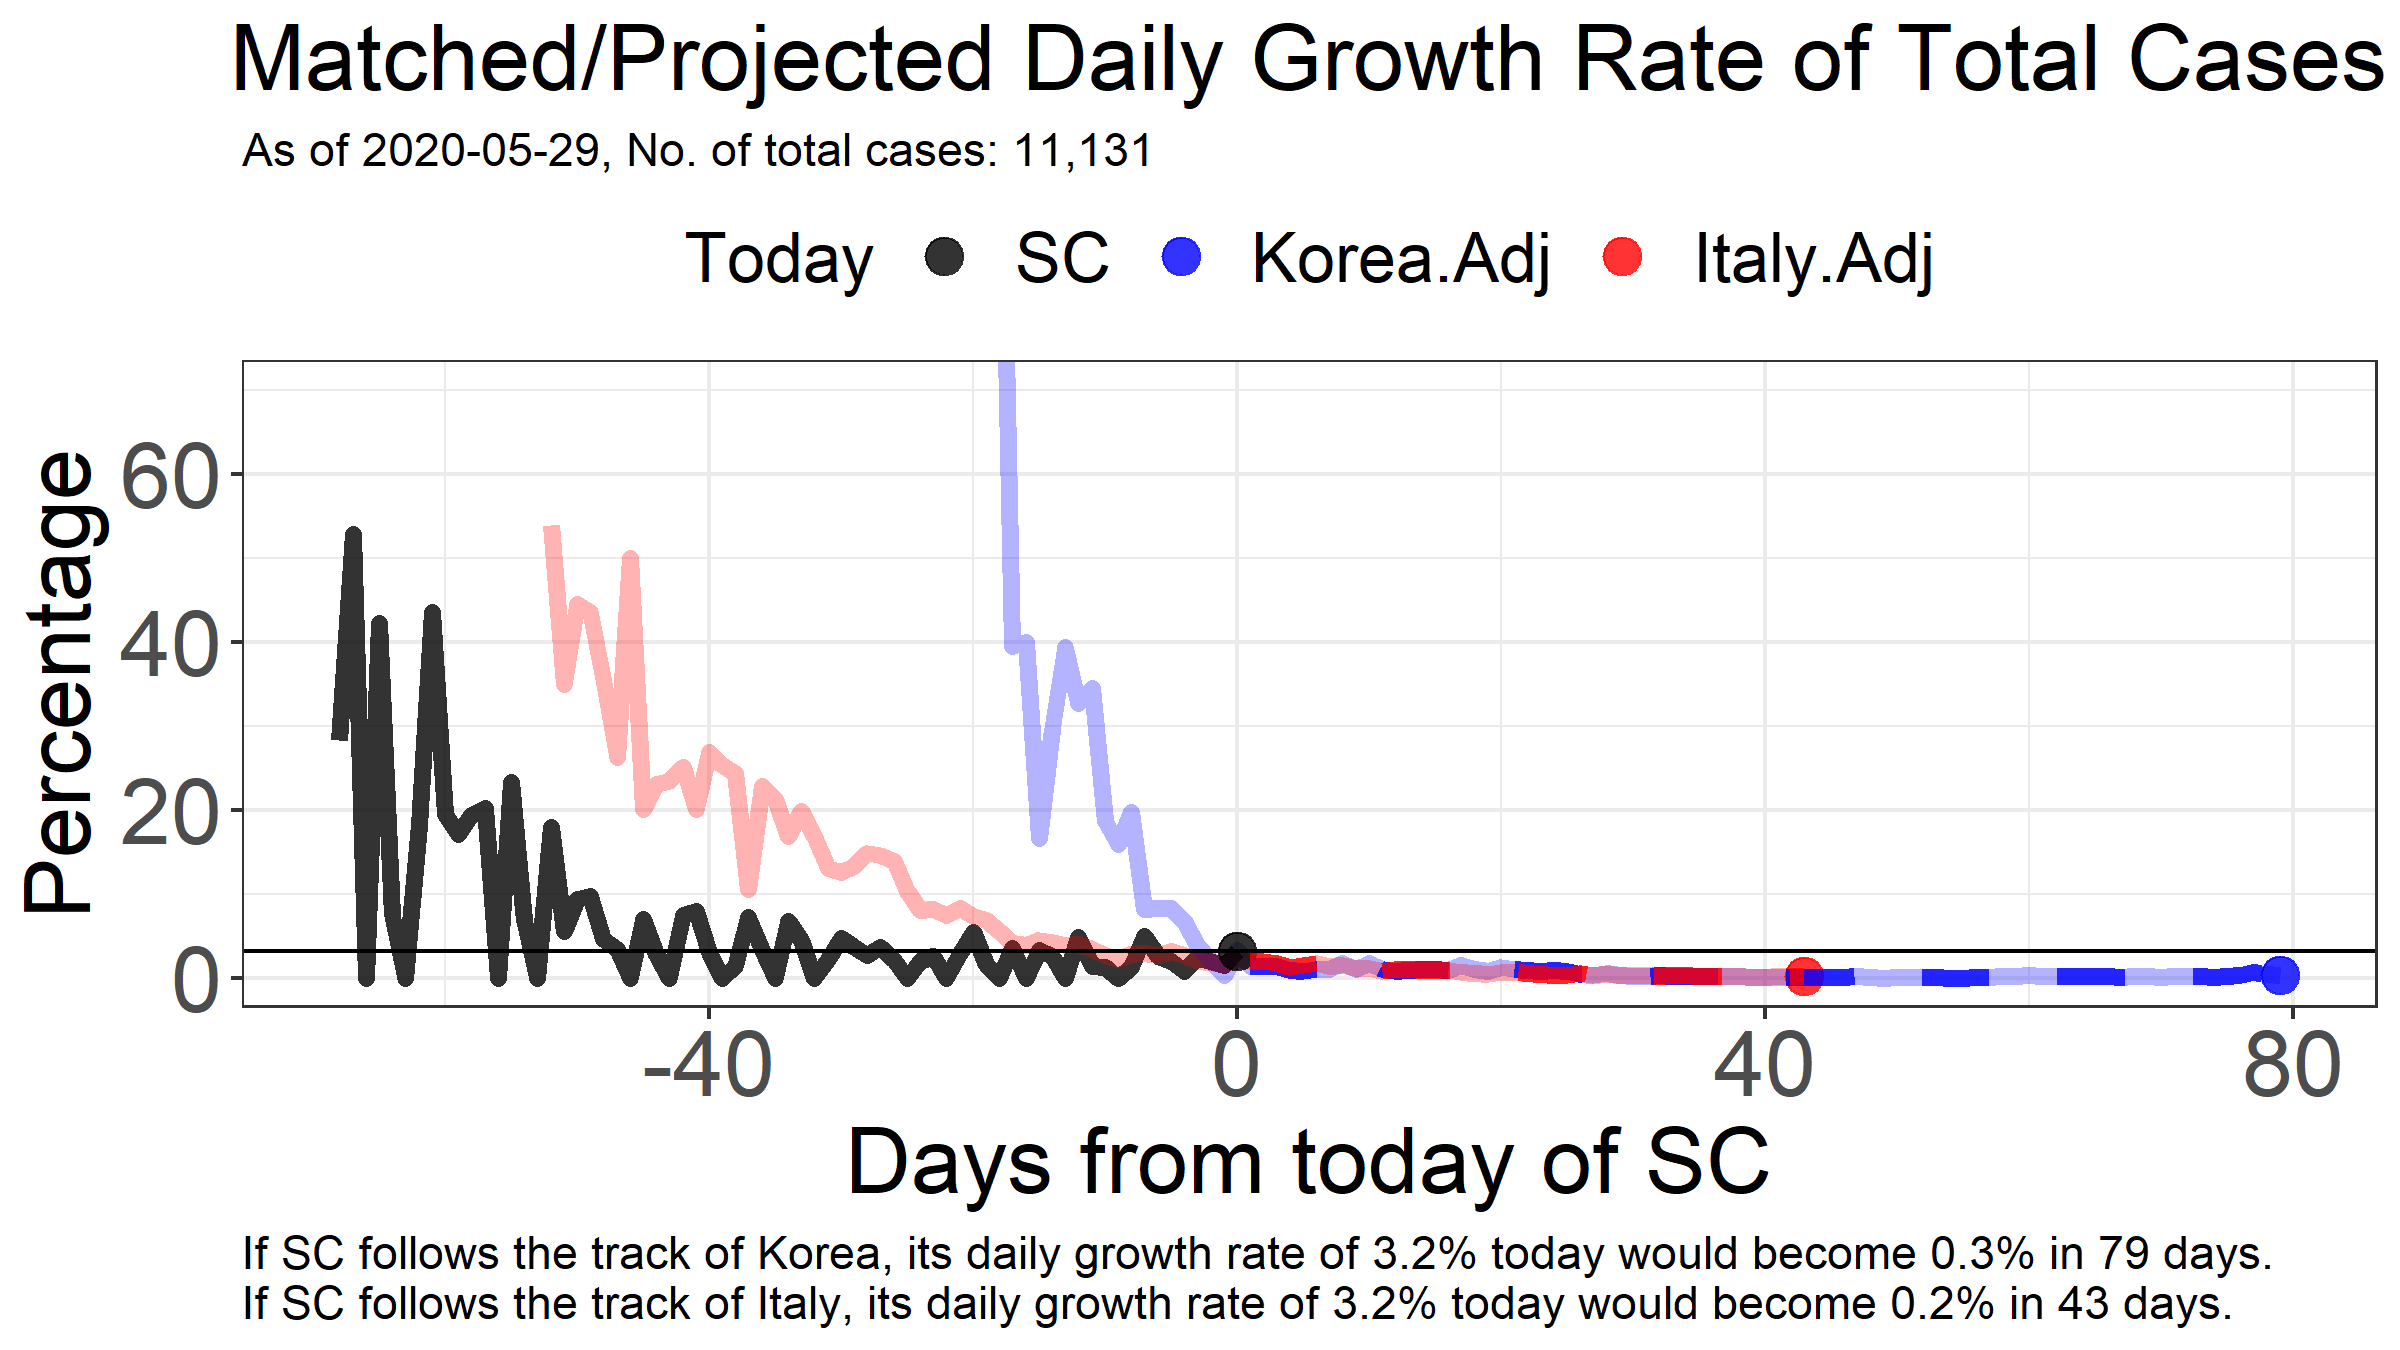 Matched/Projected Daily Growth Rate of Total Cases
As of 2020-05-29, No. of total cases: 11,131
Today SC Korea.Adj Italy.Adj
Percentage
60
40
20
0
-40 0 40 80
Days from today of SC
If SC follows the track of Korea, its daily growth rate of 3.2% today would become 0.3% in 79 days.
If SC follows the track of Italy, its daily growth rate of 3.2% today would become 0.2% in 43 days.